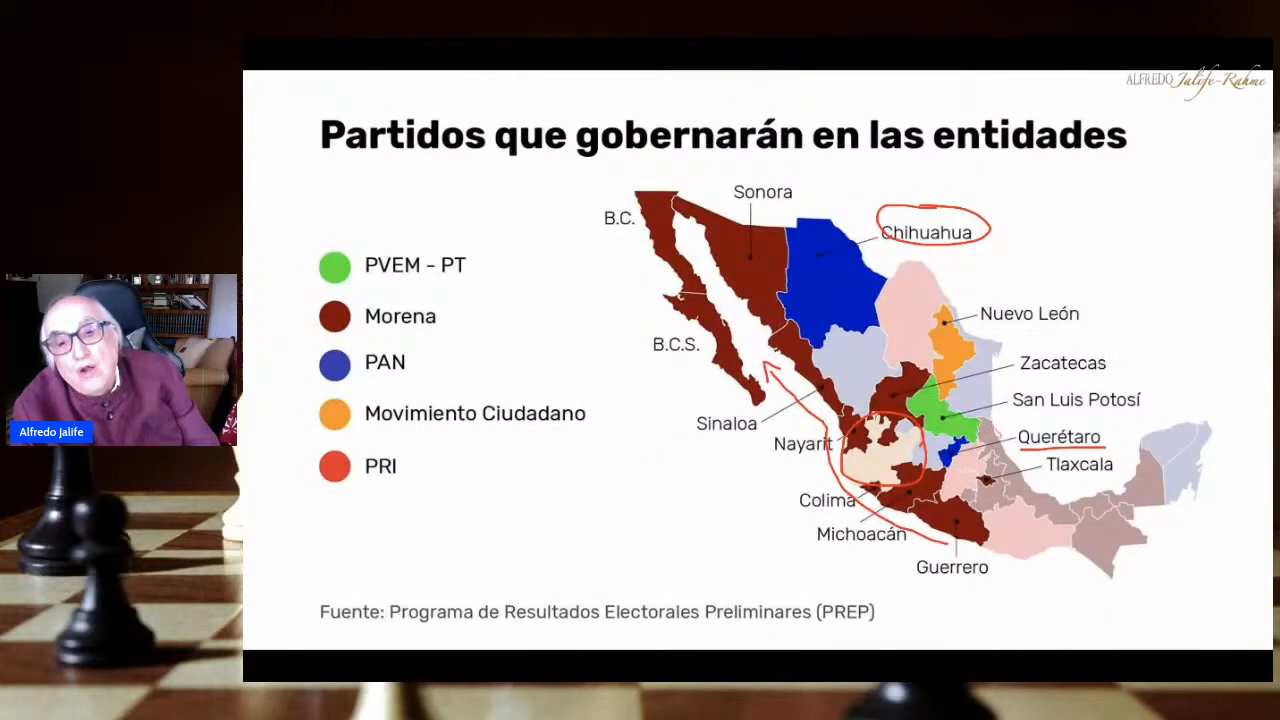 ALFREDO Jalife-Rahme
Partidos que gobernarán en las entidades
PVEM - PT
Morena
PAN
Movimiento Ciudadano
PRI
Sonora
B.C.
Chihuahua
Nuevo León
B.C.S.
Zacatecas
San Luis Potosí
Sinaloa
Querétaro
Nayarit
Tlaxcala
Colima
Michoacán
Guerrero
Fuente: Programa de Resultados Electorales Preliminares (PREP)
Alfredo Jalife